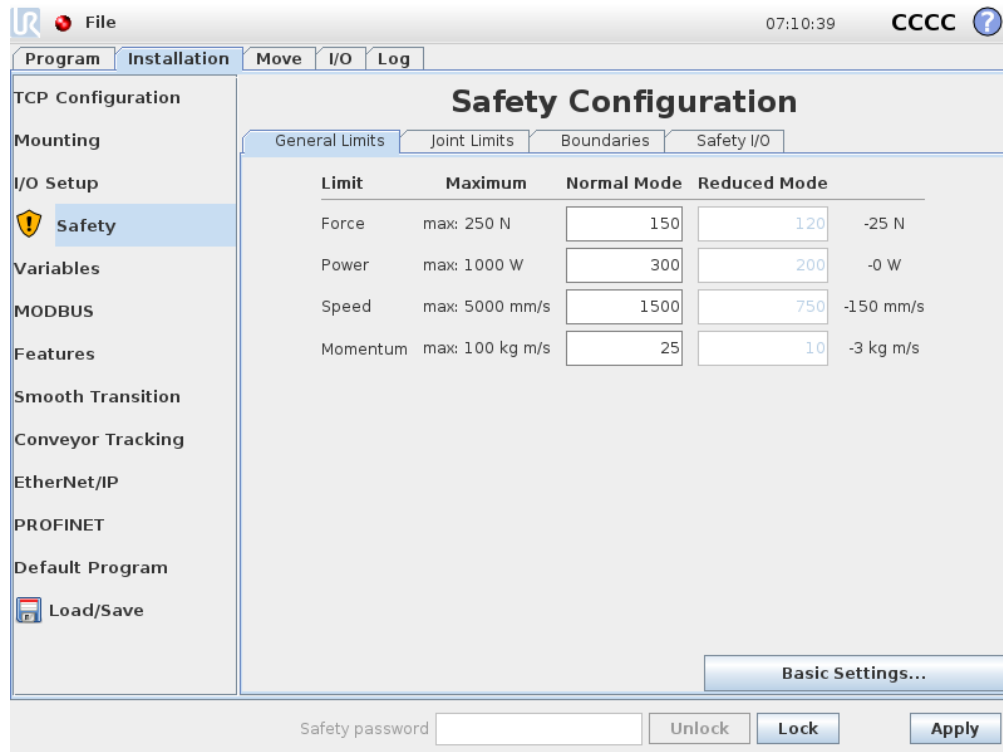 UR File 07:10:39 CCCC ?
Program Installation Move I/O Log
TCP Configuration
Mounting
I/O Setup
Safety
Variables
MODBUS
Features
Smooth Transition
Conveyor Tracking
EtherNet/IP
PROFINET
Default Program
Load/Save
Safety Configuration
General Limits Joint Limits Boundaries Safety I/O
Limit Maximum Normal Mode Reduced Mode
Force max: 250 N 150 120 -25 N
Power max: 1000 W 300 200 -0 W
Speed max: 5000 mm/s 1500 750 -150 mm/s
Momentum max: 100 kg m/s 25 10 -3 kg m/s
Basic Settings...
Safety password Unlock Lock Apply